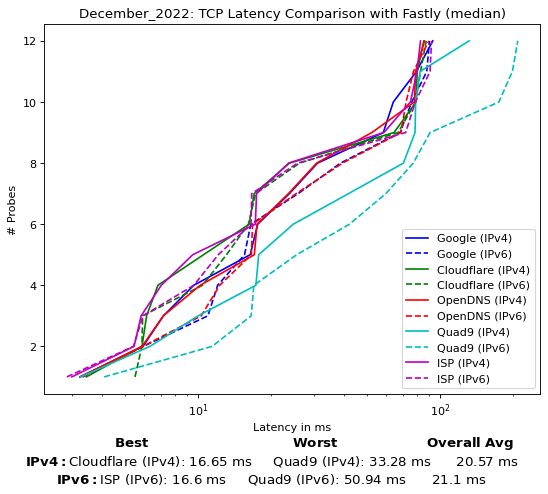 December_2022: TCP Latency Comparison with Fastly (median)
12
10
8
6
4
2
# Probes
Google (IPv4)
Google (IPv6)
Cloudflare (IPv4)
Cloudflare (IPv6)
OpenDNS (IPv4)
OpenDNS (IPv6)
Quad9 (IPv4)
Quad9 (IPv6)
ISP (IPv4)
ISP (IPv6)
10¹ 10²
Latency in ms
Best Worst Overall Avg
IPv4: Cloudflare (IPv4): 16.65 ms Quad9 (IPv4): 33.28 ms 20.57 ms
IPv6: ISP (IPv6): 16.6 ms Quad9 (IPv6): 50.94 ms 21.1 ms